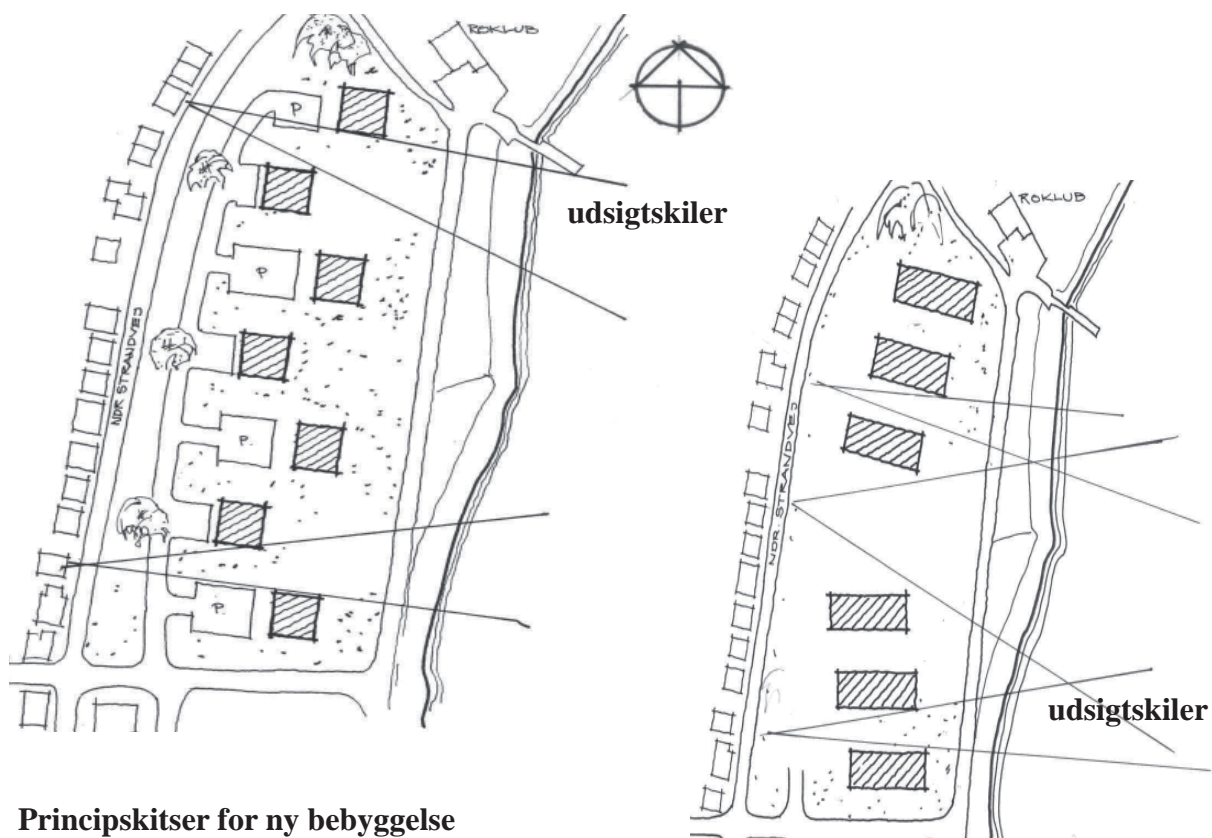 ROKLUB
P
udsigtskiler
P
NDR STRANDVEJ
P.
P.
ROKLUB
NDR. STRANDVEJ
udsigtskiler
Principskitser for ny bebyggelse